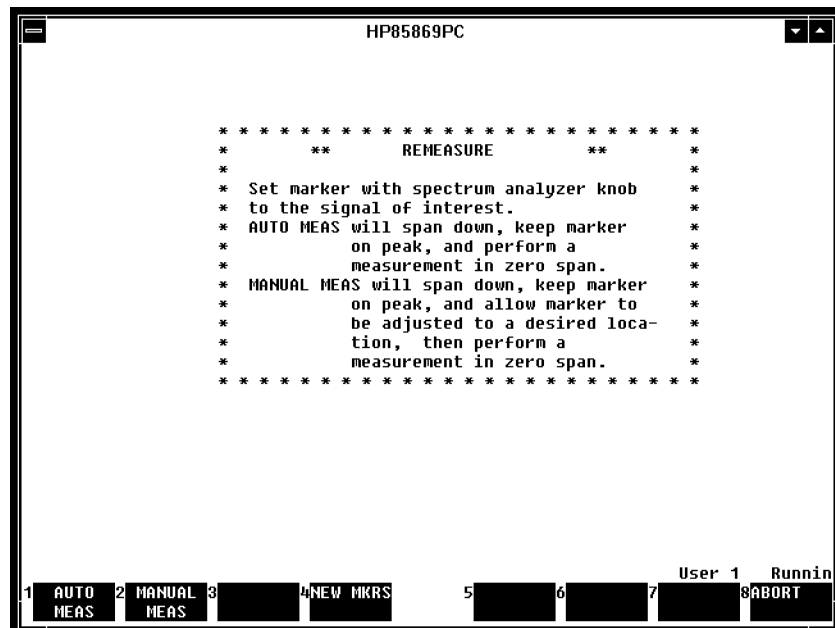 HP85869PC
* * * * * * * * * * * * * * * * * * * * * * * *
* ** REMEASURE ** *
* *
* Set marker with spectrum analyzer knob *
* to the signal of interest. *
* AUTO MEAS will span down, keep marker *
* on peak, and perform a *
* measurement in zero span. *
* MANUAL MEAS will span down, keep marker *
* on peak, and allow marker to *
* be adjusted to a desired loca- *
* tion, then perform a *
* measurement in zero span. *
* * * * * * * * * * * * * * * * * * * * * * * *
User 1 Runnin
1 AUTO 2 MANUAL 3 4 NEW MKRS 5 6 7 8 ABORT
MEAS MEAS